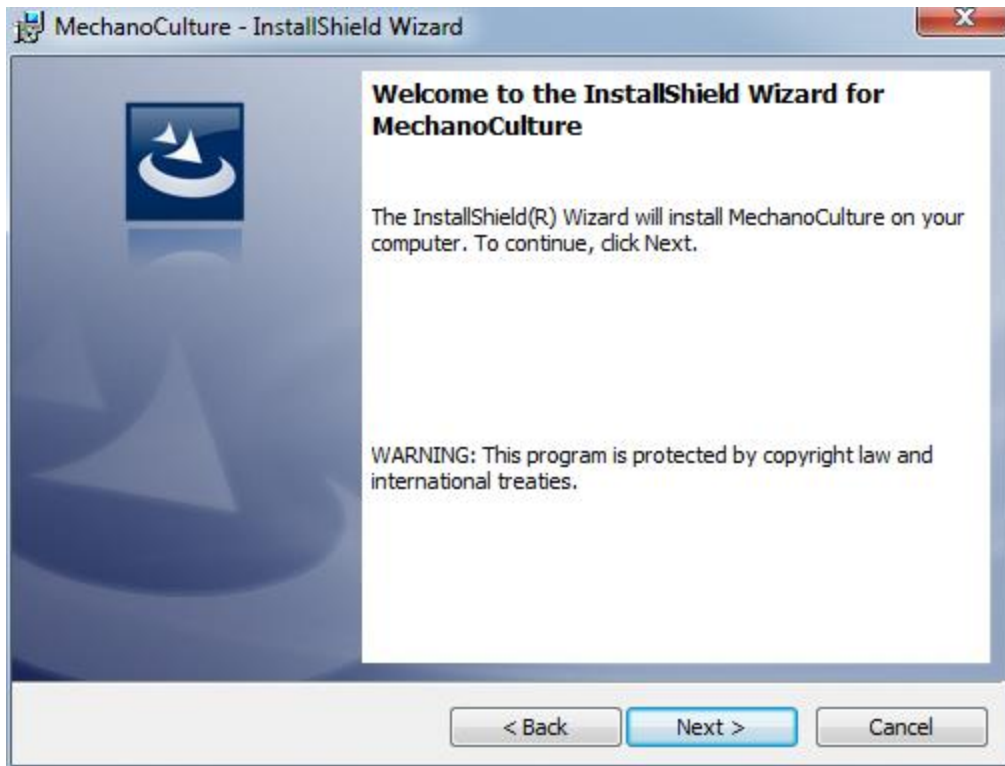 MechanoCulture - InstallShield Wizard
Welcome to the InstallShield Wizard for
MechanoCulture
The InstallShield(R) Wizard will install MechanoCulture on your
computer. To continue, click Next.
WARNING: This program is protected by copyright law and
international treaties.
< Back
Next >
Cancel